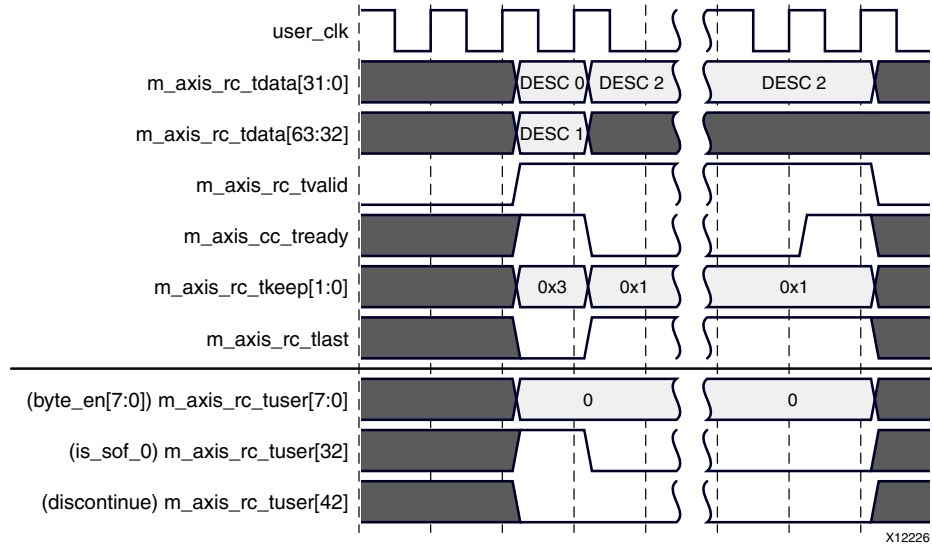 user_clk
m_axis_rc_tdata[31:0] DESC 0 DESC 2 DESC 2
m_axis_rc_tdata[63:32] DESC 1
m_axis_rc_tvalid
m_axis_cc_tready
m_axis_rc_tkeep[1:0] 0x3 0x1 0x1
m_axis_rc_tlast
(byte_en[7:0]) m_axis_rc_tuser[7:0] 0 0
(is_sof_0) m_axis_rc_tuser[32]
(discontinue) m_axis_rc_tuser[42]
X12226